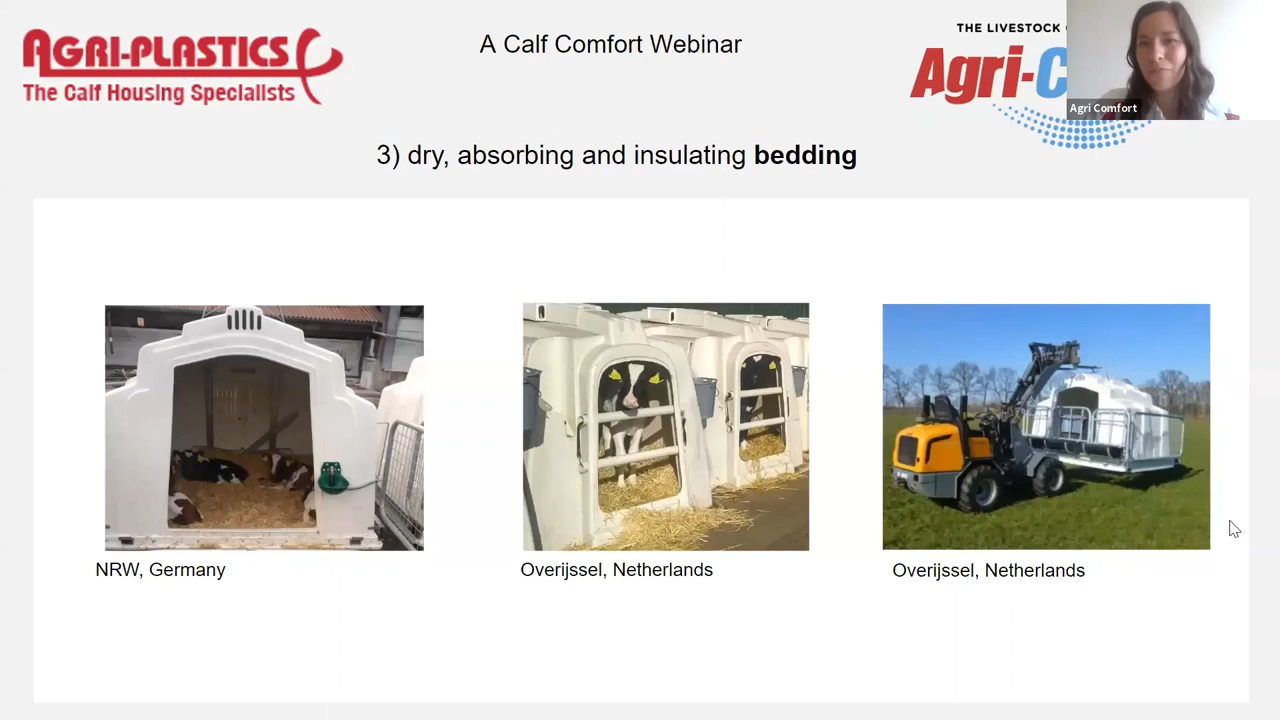 AGRI-PLASTICS
The Calf Housing Specialists
A Calf Comfort Webinar
THE LIVESTOCK
Agri-C
Agri Comfort
3) dry, absorbing and insulating bedding
NRW, Germany
Overijssel, Netherlands
Overijssel, Netherlands